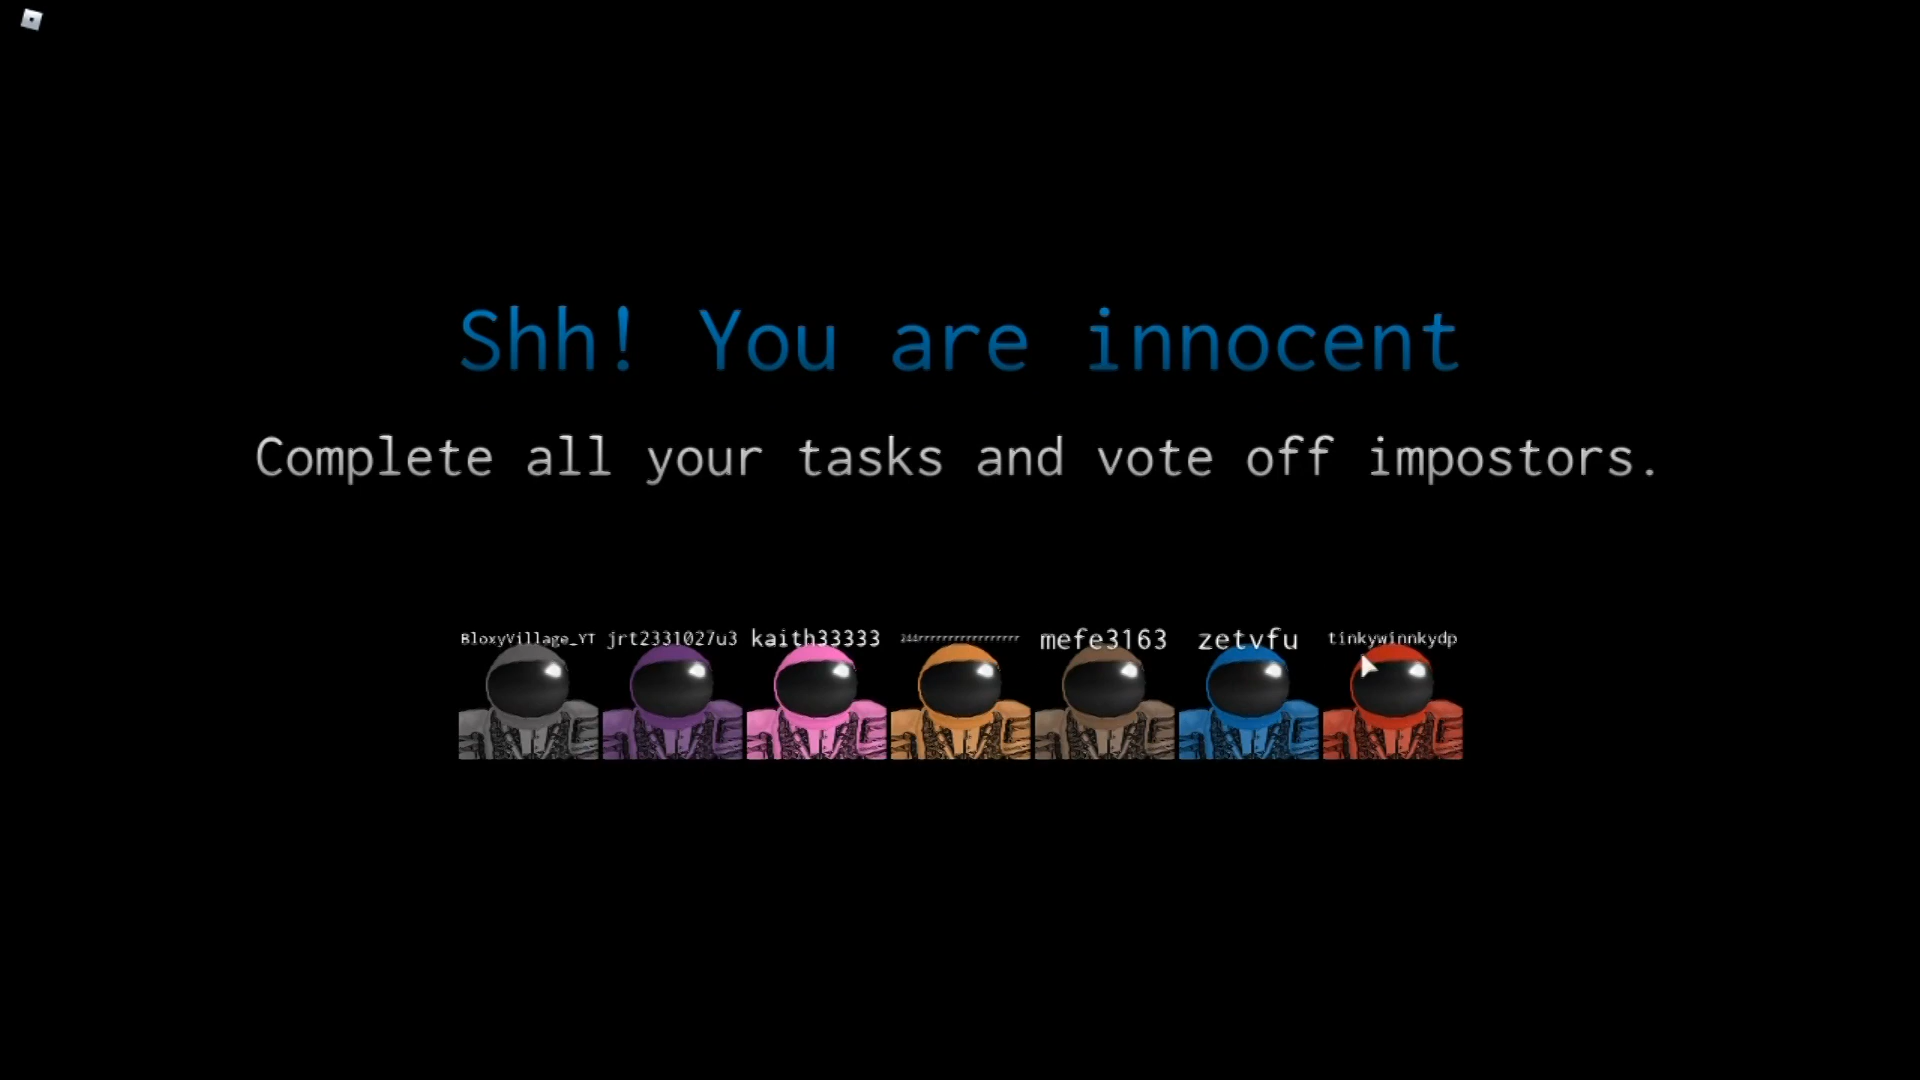 Shh! You are innocent
Complete all your tasks and vote off impostors.
BloxyVillage_YT jrt2331027u3 kaith33333 mefe3163 zetvfu tinkywinnkydp